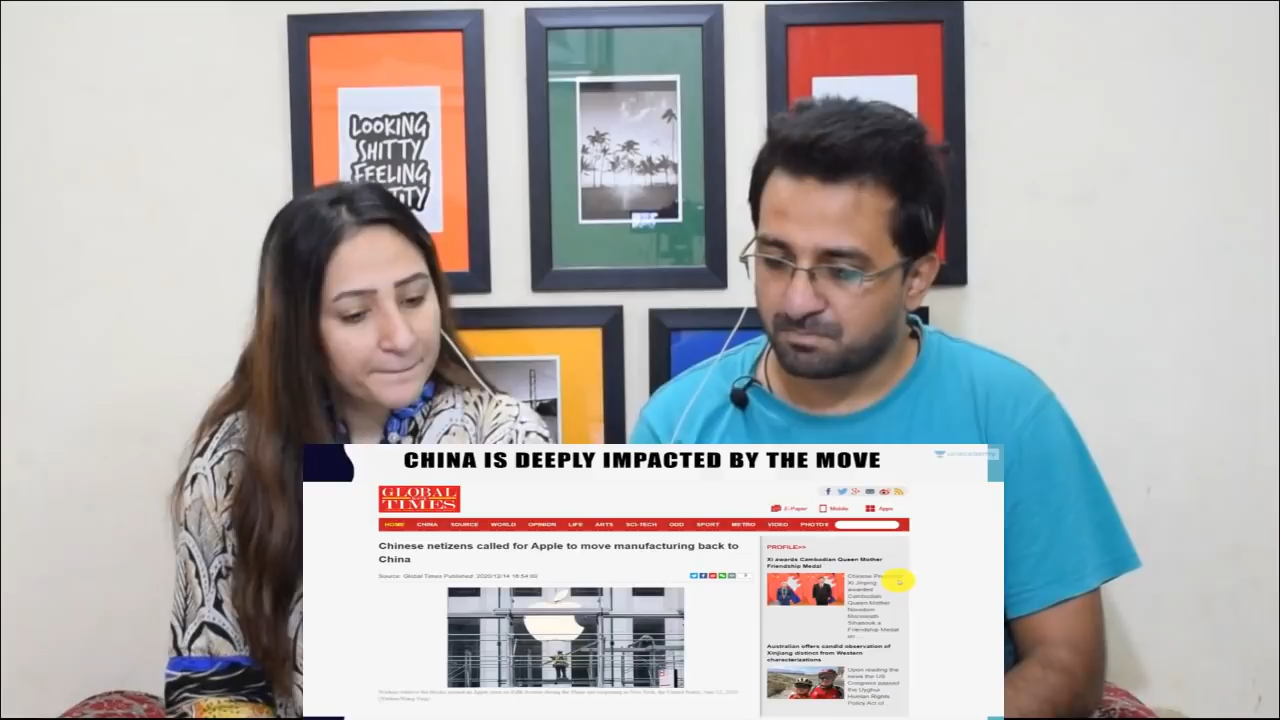 LOOKING
SHITTY
FEELING
CHINA IS DEEPLY IMPACTED BY THE MOVE
unacademy
GLOBAL
TIMES
E-Paper Mobile Apps
HOME CHINA SOURCE WORLD OPINION LIFE ARTS SCI-TECH ODD SPORT METRO VIDEO PHOTOS
Chinese netizens called for Apple to move manufacturing back to
China
Source: Global Times Published: 2020/12/14 18:54:00
PROFILE>>
Xi awards Cambodian Queen Mother
Friendship Medal
Chinese
Xi Jinping
awarded
Cambodian
Queen Mother
Norodom
Monineath
Sihanouk a
Friendship Medal
on ...
Australian offers candid observation of
Xinjiang distinct from Western
characterizations
Upon reading the
news the US
Congress passed
the Uyghur
Human Rights
Policy Act of